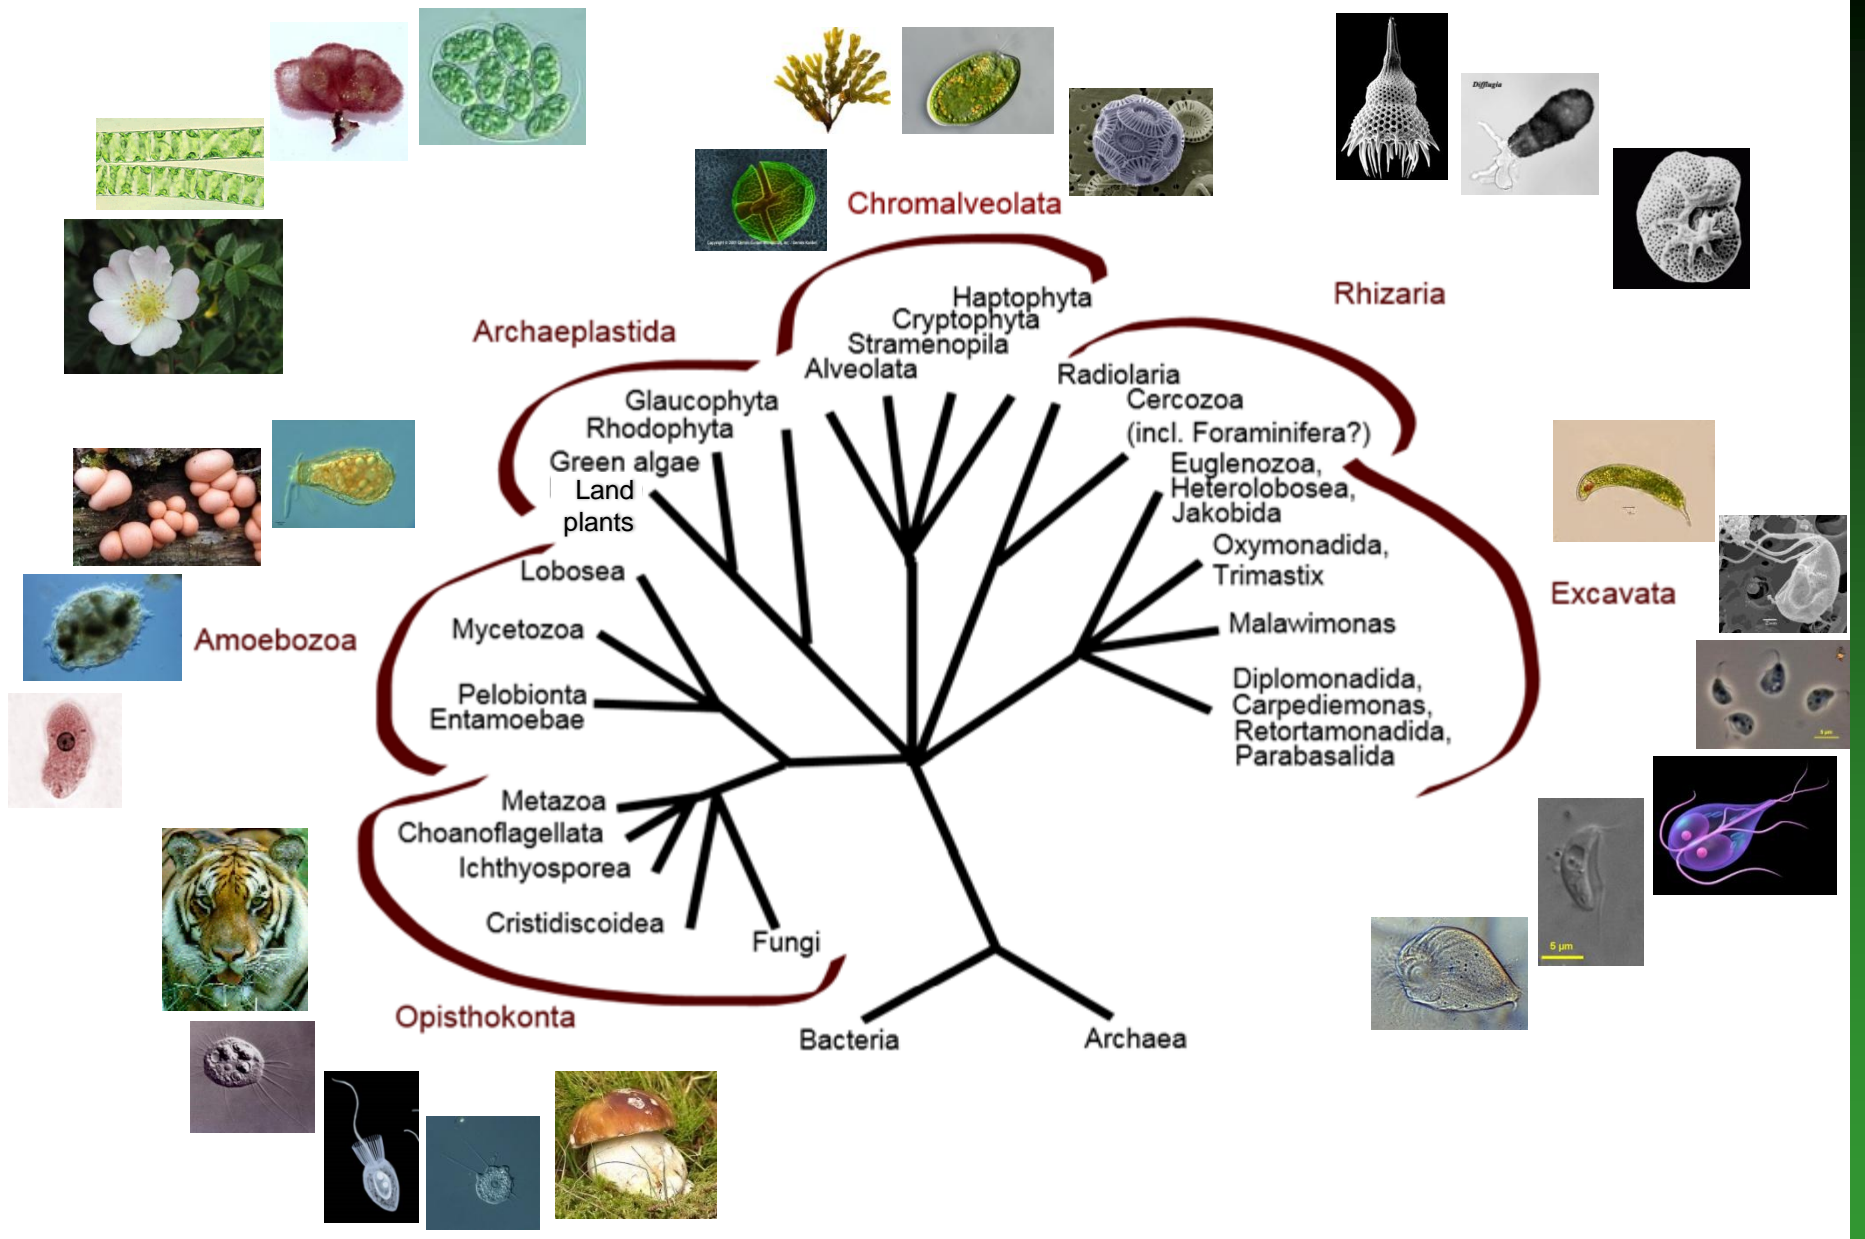 Difflugia
Chromalveolata
Rhizaria
Archaeplastida
Haptophyta
Cryptophyta
Stramenopila
Alveolata
Radiolaria
Cercozoa
(incl. Foraminifera?)
Glaucophyta
Rhodophyta
Green algae
Land
plants
Euglenozoa,
Heterolobosea,
Jakobida
Oxymonadida,
Trimastix
Malawimonas
Diplomonadida,
Carpediemonas,
Retortamonadida,
Parabasalida
Excavata
Lobosea
Mycetozoa
Pelobionta
Entamoebae
Amoebozoa
Metazoa
Choanoflagellata
Ichthyosporea
Cristidiscoidea
Fungi
Opisthokonta
Bacteria
Archaea
5 µm